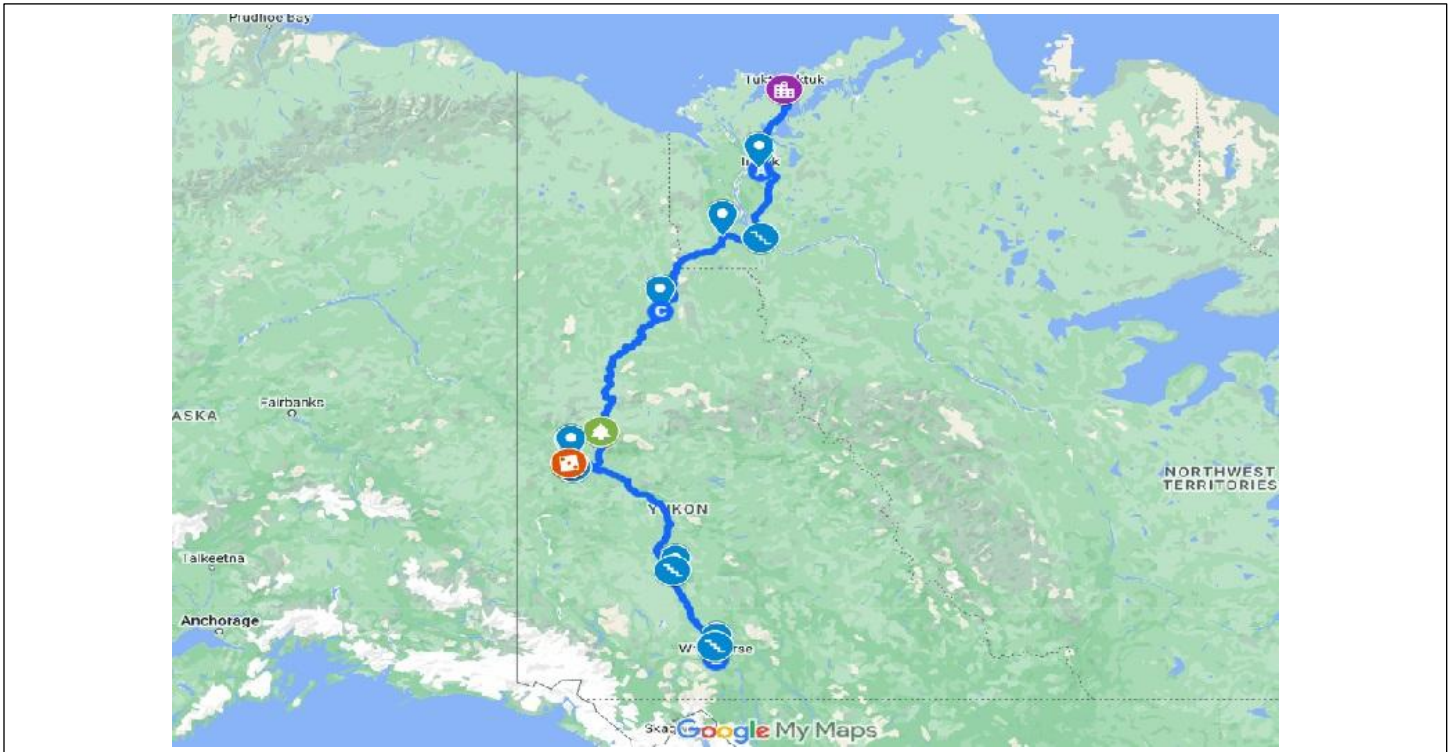 Prudhoe Bay
A
C
Fairbanks
ASKA
NORTHWEST
TERRITORIES
YUKON
Talkeetna
Anchorage
Google My Maps